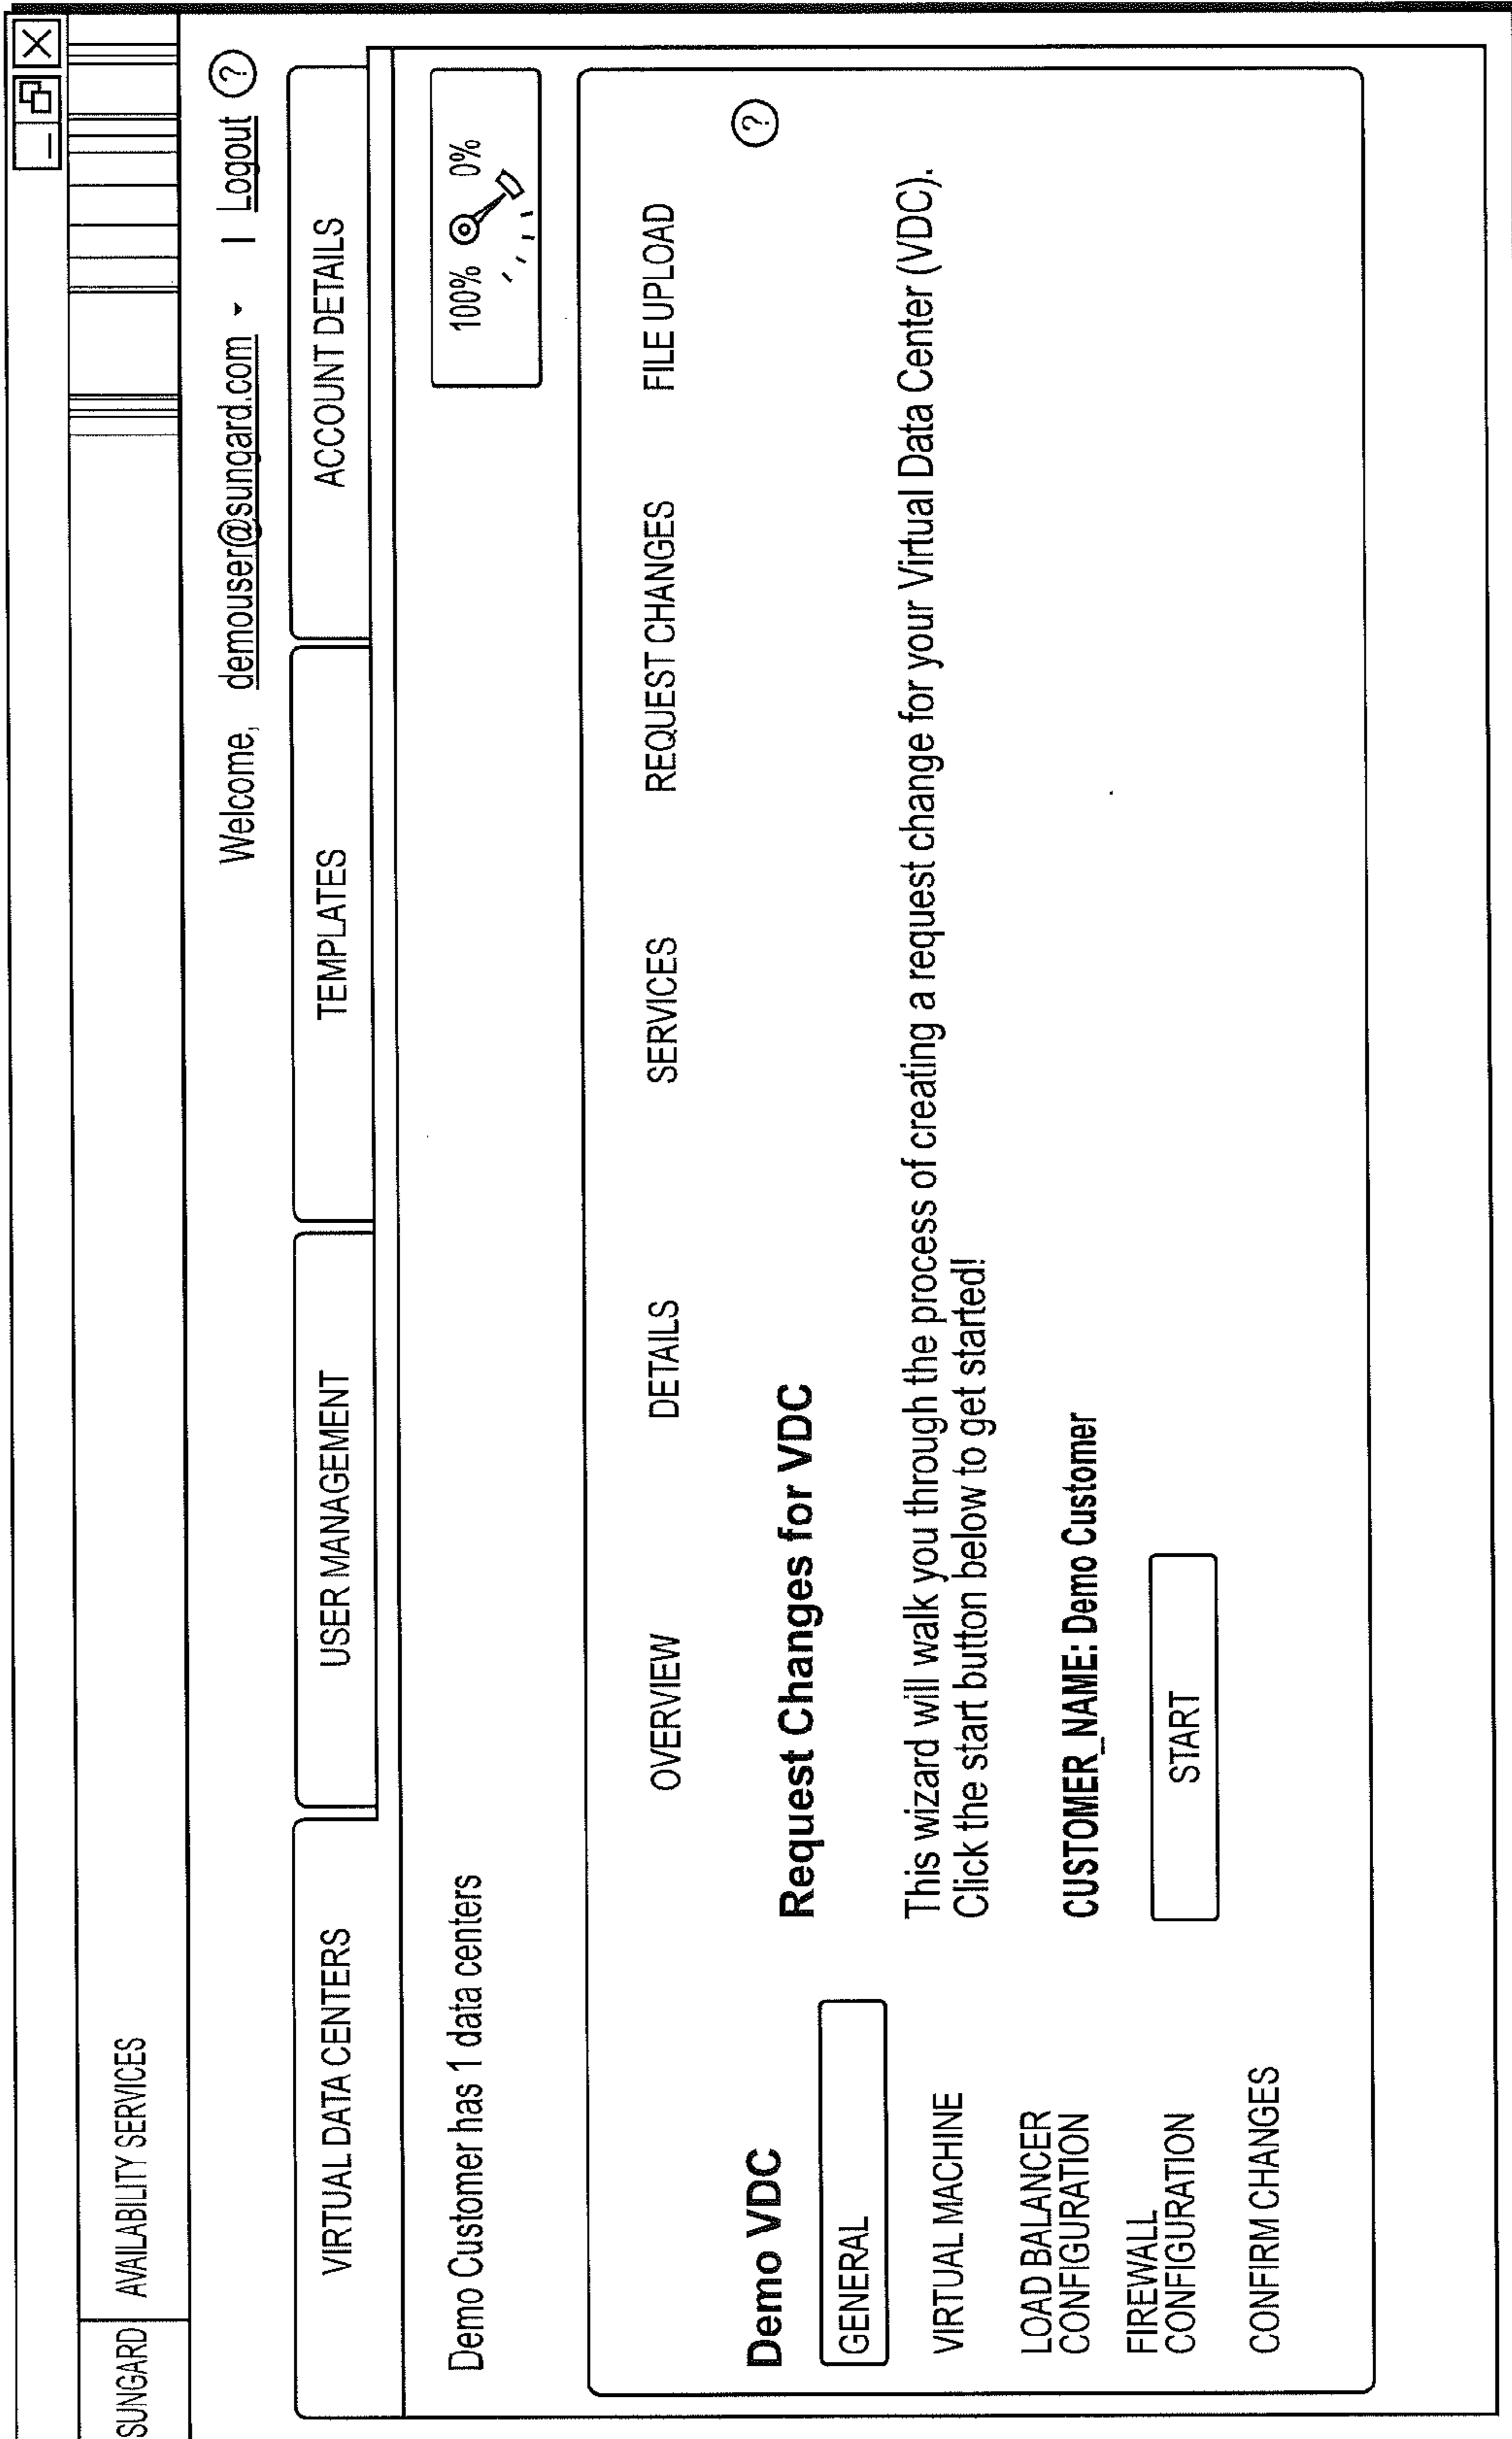 SUNGARD AVAILABILITY SERVICES
Welcome, demouser@sungard.com | Logout ?
VIRTUAL DATA CENTERS USER MANAGEMENT TEMPLATES ACCOUNT DETAILS
Demo Customer has 1 data centers
100% 0%
OVERVIEW DETAILS SERVICES REQUEST CHANGES FILE UPLOAD
Demo VDC
?
GENERAL
VIRTUAL MACHINE
LOAD BALANCER
CONFIGURATION
FIREWALL
CONFIGURATION
CONFIRM CHANGES
Request Changes for VDC
This wizard will walk you through the process of creating a request change for your Virtual Data Center (VDC).
Click the start button below to get started!
CUSTOMER_NAME: Demo Customer
START